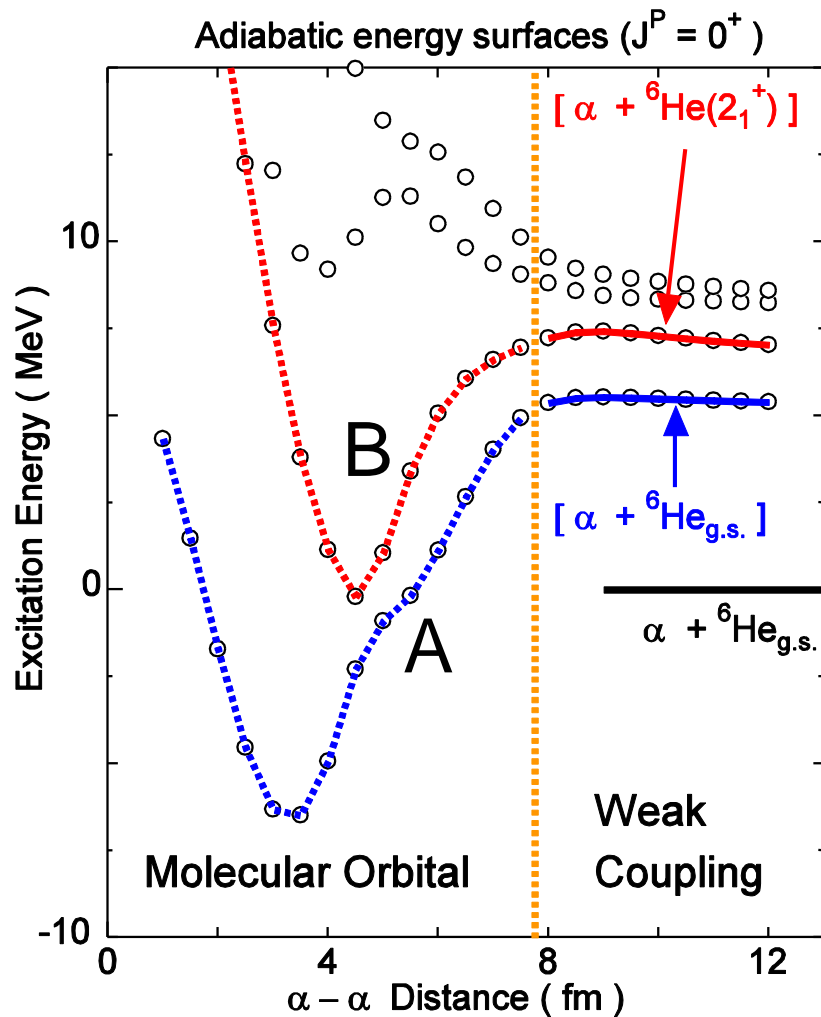 Adiabatic energy surfaces (J^P = 0^+ )
[ α + ^6He(2_1^+) ]
10
B
[ α + ^6He_g.s. ]
0
A
α + ^6He_g.s.
Excitation Energy ( MeV )
Weak
Molecular Orbital
Coupling
-10
0
4
8
12
α – α Distance ( fm )